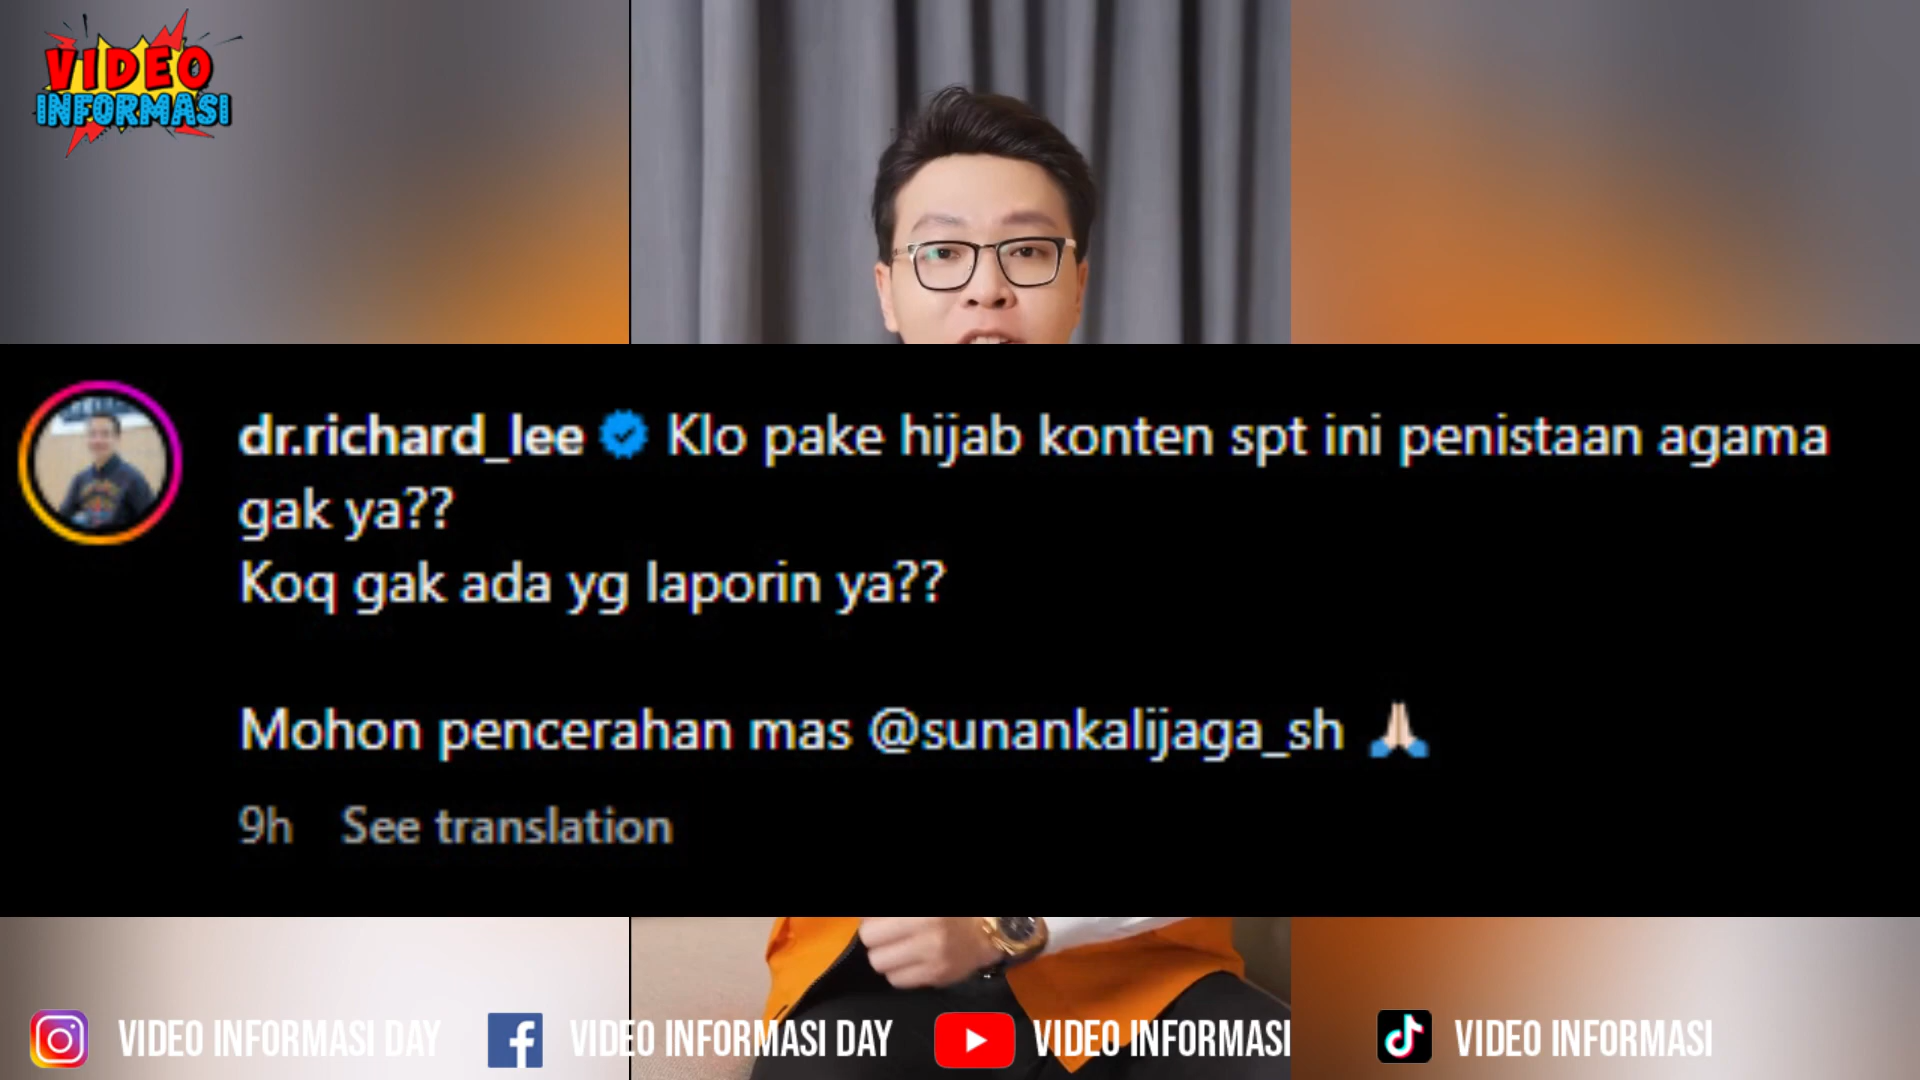 VIDEO
INFORMASI
dr.richard_lee Klo pake hijab konten spt ini penistaan agama
gak ya??
Koq gak ada yg laporin ya??
Mohon pencerahan mas @sunankalijaga_sh 🙏🏻
9h See translation
VIDEO INFORMASI DAY VIDEO INFORMASI DAY VIDEO INFORMASI VIDEO INFORMASI